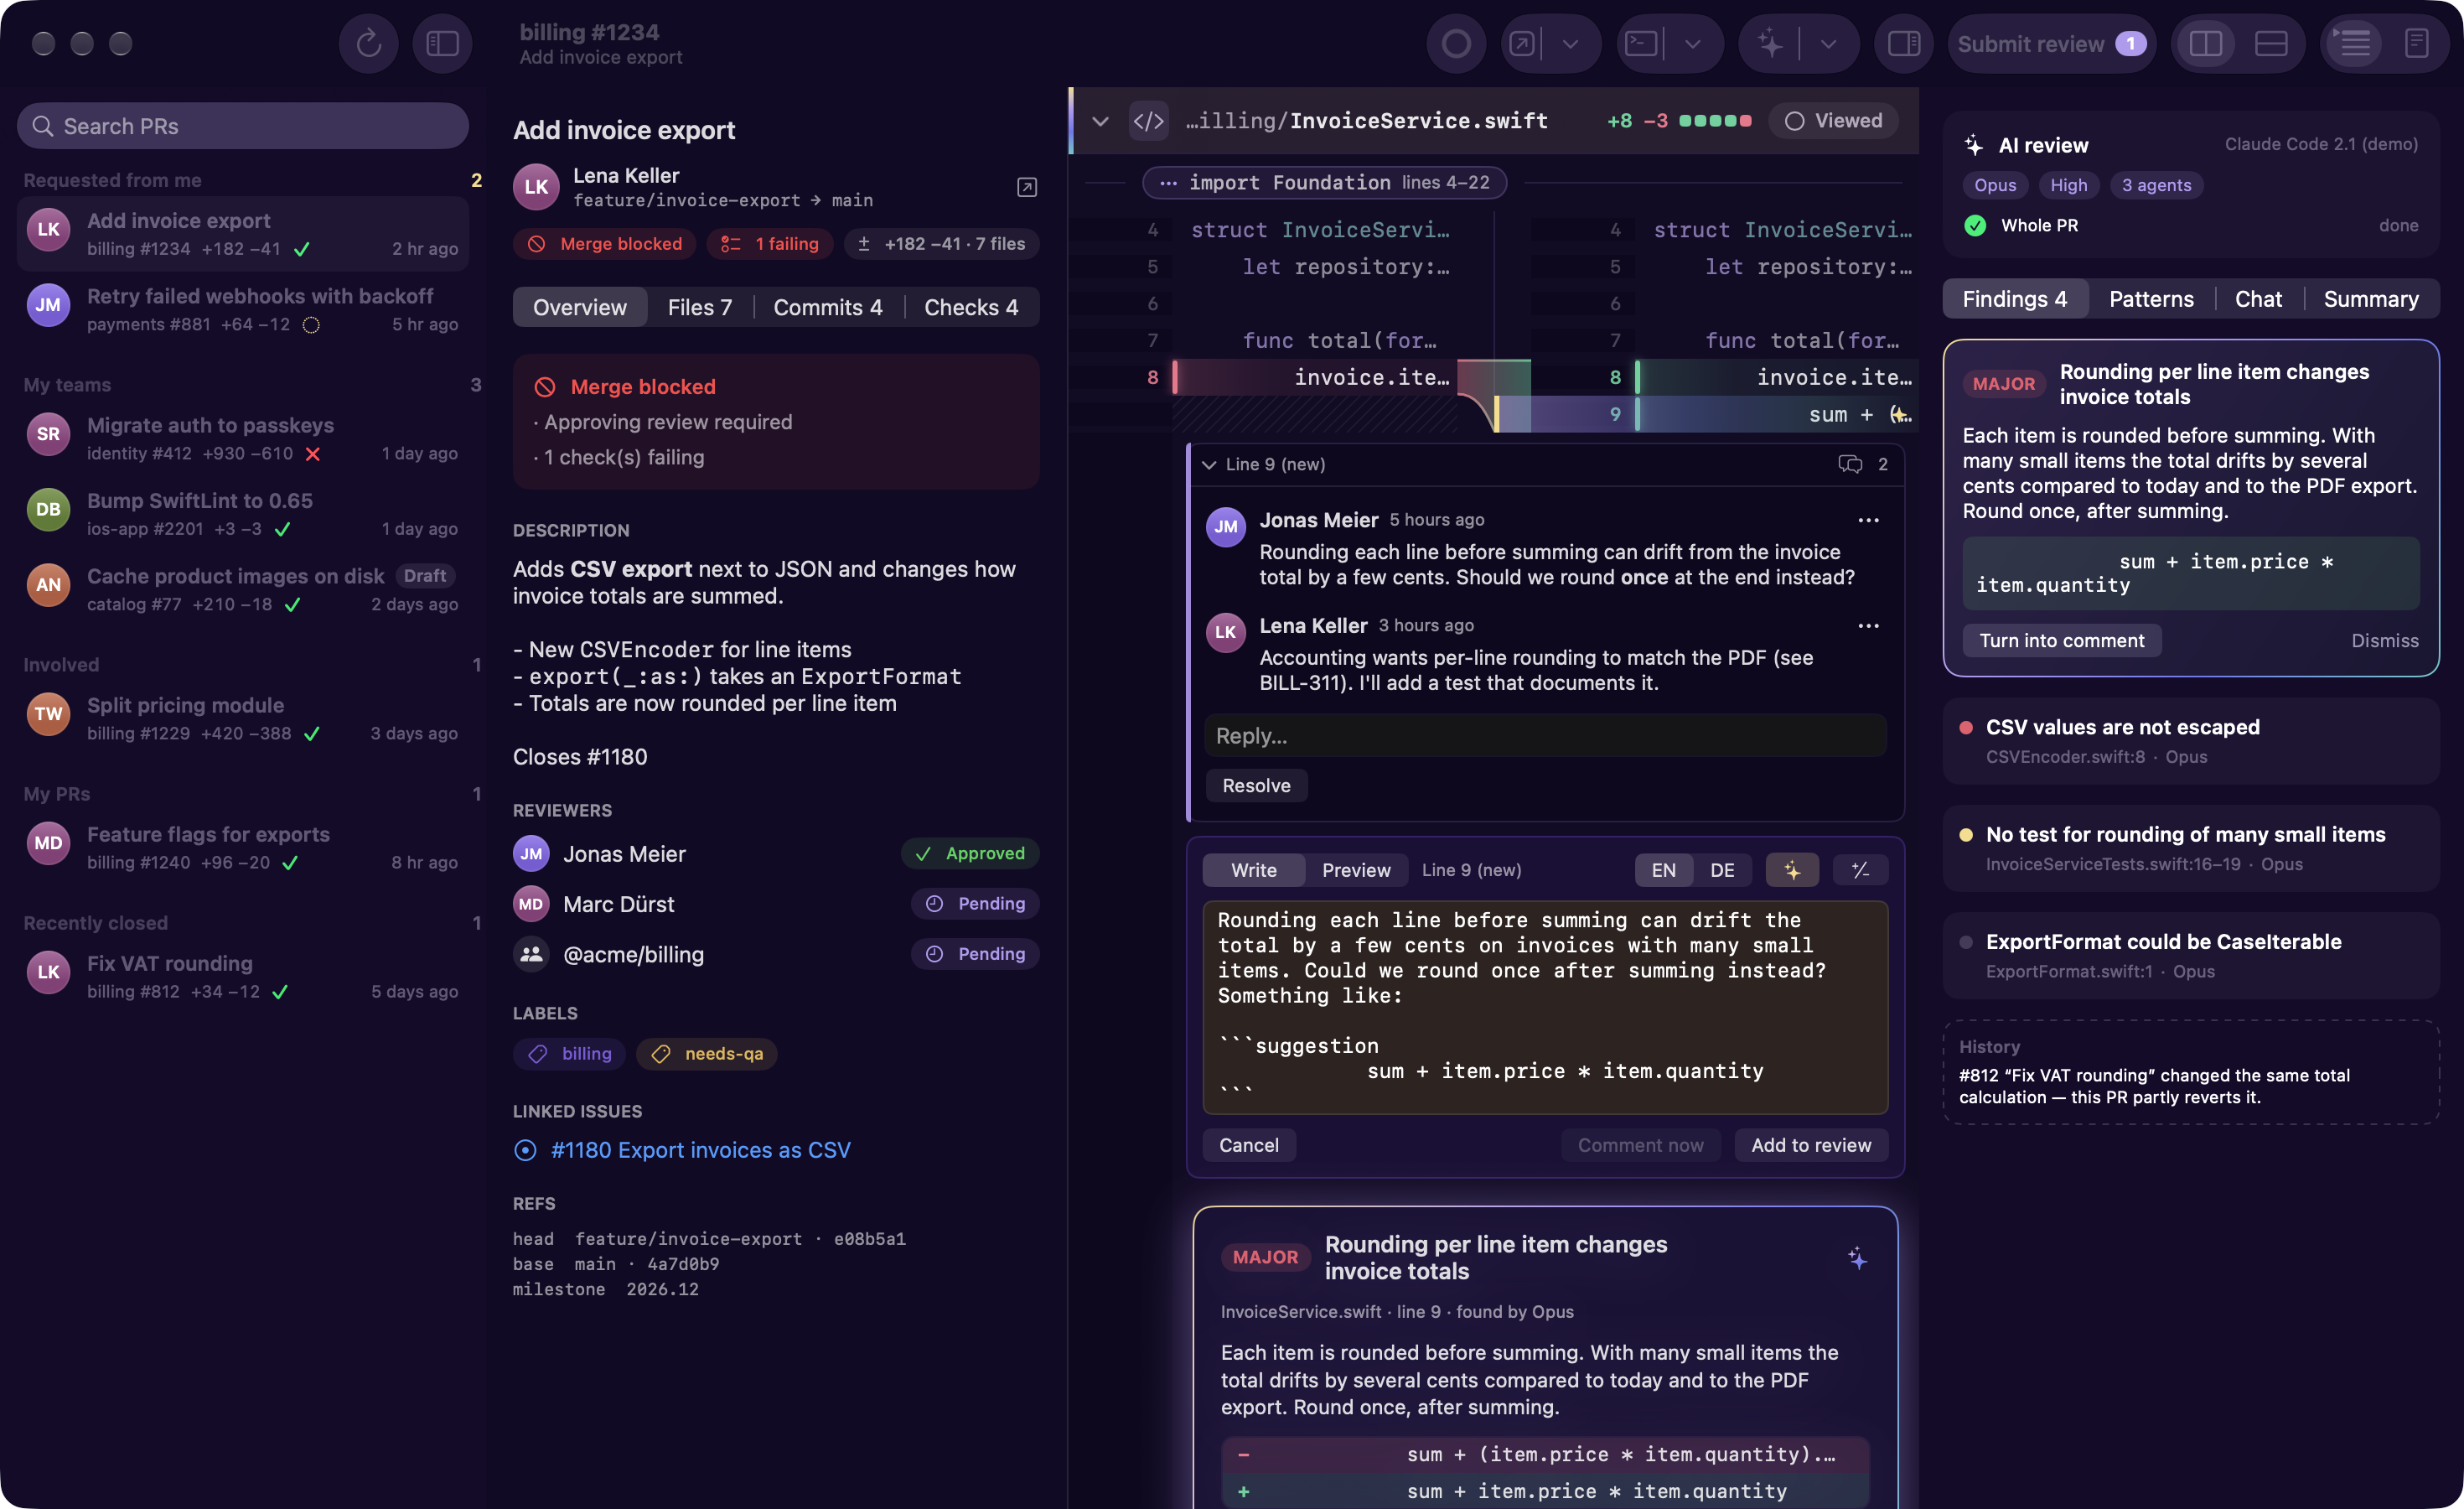 billing #1234
Add invoice export
Submit review 1
Search PRs
Requested from me 2
LK Add invoice export
billing #1234 +182 −41 2 hr ago
JM Retry failed webhooks with backoff
payments #881 +64 −12 5 hr ago
My teams 3
SR Migrate auth to passkeys
identity #412 +930 −610 1 day ago
DB Bump SwiftLint to 0.65
ios-app #2201 +3 −3 1 day ago
AN Cache product images on disk Draft
catalog #77 +210 −18 2 days ago
Involved 1
TW Split pricing module
billing #1229 +420 −388 3 days ago
My PRs 1
MD Feature flags for exports
billing #1240 +96 −20 8 hr ago
Recently closed 1
LK Fix VAT rounding
billing #812 +34 −12 5 days ago
Add invoice export
LK Lena Keller
feature/invoice-export → main
Merge blocked 1 failing ± +182 −41 · 7 files
Overview Files 7 Commits 4 Checks 4
Merge blocked
· Approving review required
· 1 check(s) failing
DESCRIPTION
Adds CSV export next to JSON and changes how
invoice totals are summed.
- New CSVEncoder for line items
- export(_:as:) takes an ExportFormat
- Totals are now rounded per line item
Closes #1180
REVIEWERS
JM Jonas Meier Approved
MD Marc Dürst Pending
@acme/billing Pending
LABELS
billing needs-qa
LINKED ISSUES
#1180 Export invoices as CSV
REFS
head feature/invoice-export · e08b5a1
base main · 4a7d0b9
milestone 2026.12
</> …illing/InvoiceService.swift +8 −3 Viewed
··· import Foundation lines 4–22
4 struct InvoiceServi… 4 struct InvoiceServi…
5 let repository:… 5 let repository:…
6 6
7 func total(for… 7 func total(for…
8 invoice.ite… 8 invoice.ite…
9 sum + (…
Line 9 (new) 2
JM Jonas Meier 5 hours ago ···
Rounding each line before summing can drift from the invoice
total by a few cents. Should we round once at the end instead?
LK Lena Keller 3 hours ago ···
Accounting wants per-line rounding to match the PDF (see
BILL-311). I'll add a test that documents it.
Reply...
Resolve
Write Preview Line 9 (new) EN DE
Rounding each line before summing can drift the
total by a few cents on invoices with many small
items. Could we round once after summing instead?
Something like:
```suggestion
sum + item.price * item.quantity
```
Cancel Comment now Add to review
MAJOR Rounding per line item changes
invoice totals
InvoiceService.swift · line 9 · found by Opus
Each item is rounded before summing. With many small items the
total drifts by several cents compared to today and to the PDF
export. Round once, after summing.
− sum + (item.price * item.quantity).…
+ sum + item.price * item.quantity
AI review Claude Code 2.1 (demo)
Opus High 3 agents
Whole PR done
Findings 4 Patterns Chat Summary
MAJOR Rounding per line item changes
invoice totals
Each item is rounded before summing. With
many small items the total drifts by several
cents compared to today and to the PDF export.
Round once, after summing.
sum + item.price *
item.quantity
Turn into comment Dismiss
CSV values are not escaped
CSVEncoder.swift:8 · Opus
No test for rounding of many small items
InvoiceServiceTests.swift:16–19 · Opus
ExportFormat could be CaseIterable
ExportFormat.swift:1 · Opus
History
#812 “Fix VAT rounding” changed the same total
calculation — this PR partly reverts it.